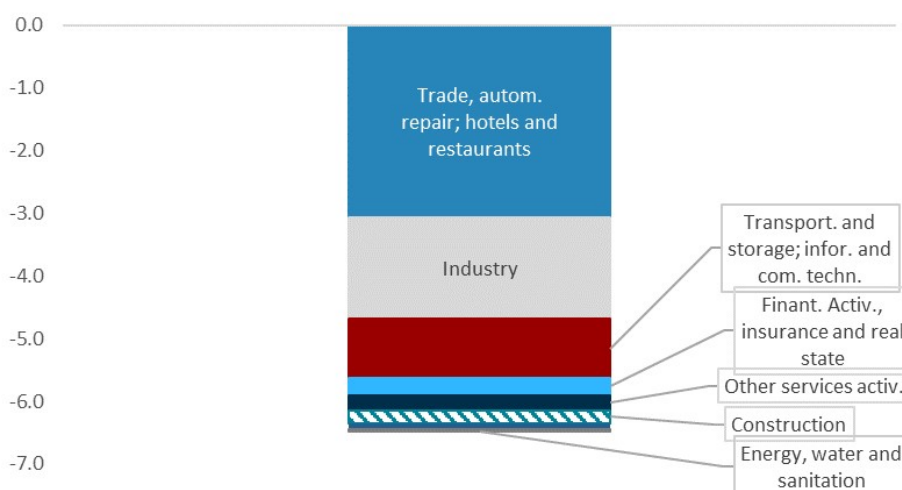 0.0
-1.0
-2.0
-3.0
-4.0
-5.0
-6.0
-7.0
Trade, autom.
repair; hotels and
restaurants
Industry
Transport. and
storage; infor. and
com. techn.
Finant. Activ.,
insurance and real
state
Other services activ.
Construction
Energy, water and
sanitation